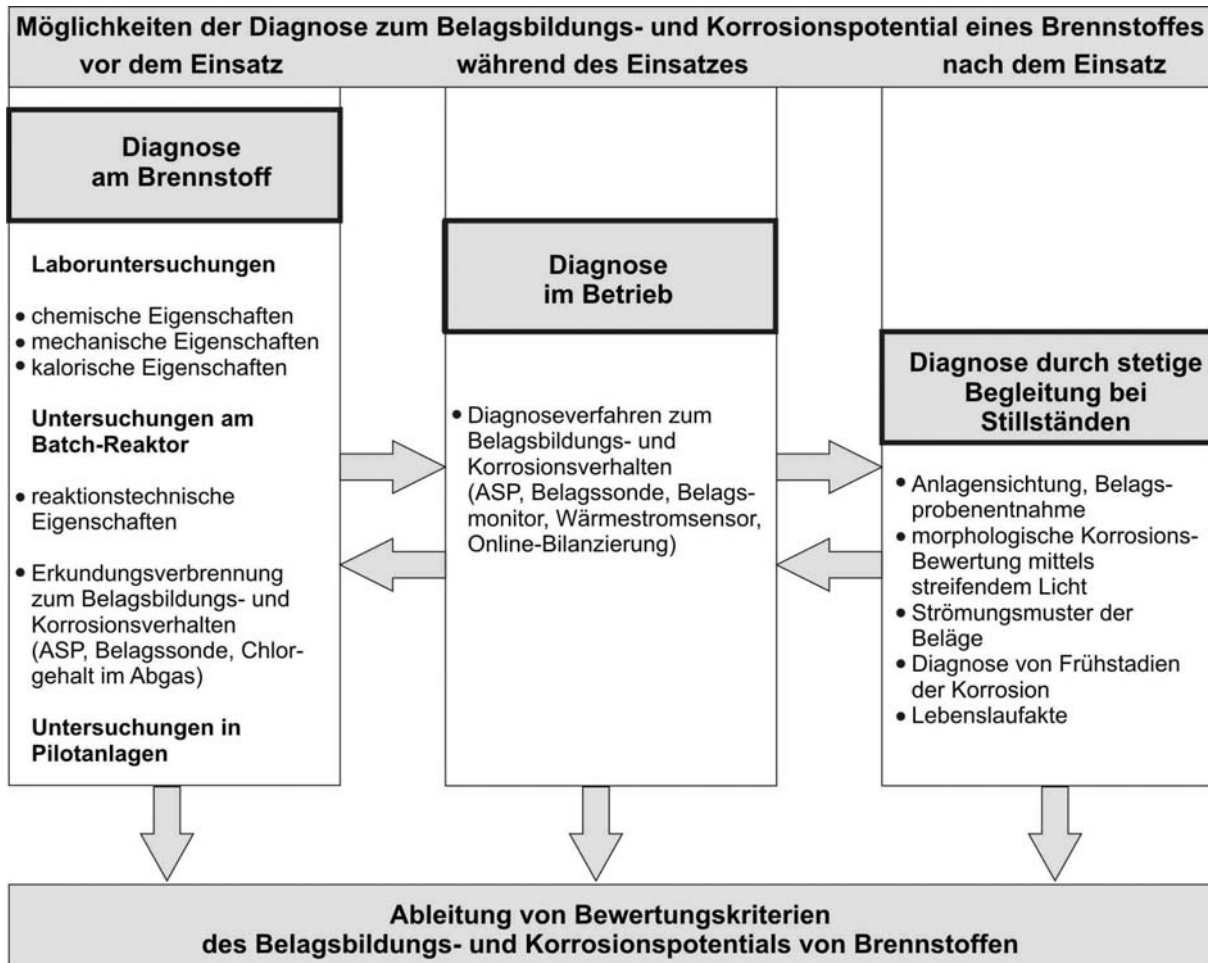 Möglichkeiten der Diagnose zum Belagsbildungs- und Korrosionspotential eines Brennstoffes
vor dem Einsatz
während des Einsatzes
nach dem Einsatz
Diagnose
am Brennstoff
Laboruntersuchungen
• chemische Eigenschaften
• mechanische Eigenschaften
• kalorische Eigenschaften
Untersuchungen am
Batch-Reaktor
• reaktionstechnische
Eigenschaften
• Erkundungsverbrennung
zum Belagsbildungs- und
Korrosionsverhalten
(ASP, Belagssonde, Chlor-
gehalt im Abgas)
Untersuchungen in
Pilotanlagen
Diagnose
im Betrieb
• Diagnoseverfahren zum
Belagsbildungs- und
Korrosionsverhalten
(ASP, Belagssonde, Belags-
monitor, Wärmestromsensor,
Online-Bilanzierung)
Diagnose durch stetige
Begleitung bei
Stillständen
• Anlagensichtung, Belags-
probenentnahme
• morphologische Korrosions-
Bewertung mittels
streifendem Licht
• Strömungsmuster der
Beläge
• Diagnose von Frühstadien
der Korrosion
• Lebenslaufakte
Ableitung von Bewertungskriterien
des Belagsbildungs- und Korrosionspotentials von Brennstoffen